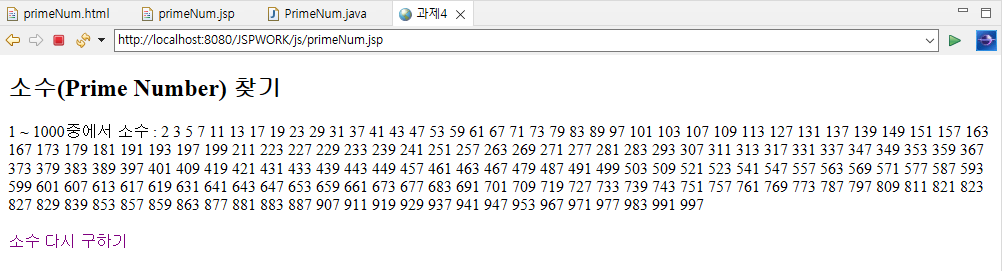 primeNum.html primeNum.jsp PrimeNum.java 과제4
http://localhost:8080/JSPWORK/js/primeNum.jsp
소수(Prime Number) 찾기
1 ~ 1000중에서 소수 : 2 3 5 7 11 13 17 19 23 29 31 37 41 43 47 53 59 61 67 71 73 79 83 89 97 101 103 107 109 113 127 131 137 139 149 151 157 163
167 173 179 181 191 193 197 199 211 223 227 229 233 239 241 251 257 263 269 271 277 281 283 293 307 311 313 317 331 337 347 349 353 359 367
373 379 383 389 397 401 409 419 421 431 433 439 443 449 457 461 463 467 479 487 491 499 503 509 521 523 541 547 557 563 569 571 577 587 593
599 601 607 613 617 619 631 641 643 647 653 659 661 673 677 683 691 701 709 719 727 733 739 743 751 757 761 769 773 787 797 809 811 821 823
827 829 839 853 857 859 863 877 881 883 887 907 911 919 929 937 941 947 953 967 971 977 983 991 997
소수 다시 구하기